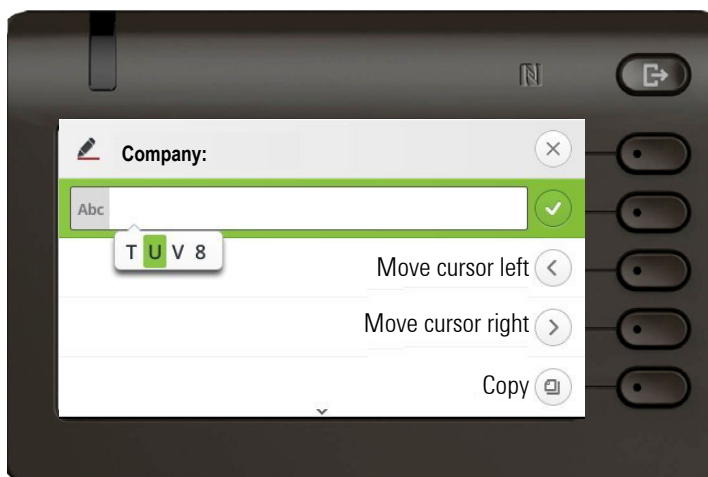 Company:
Abc
T U V 8
Move cursor left
Move cursor right
Copy